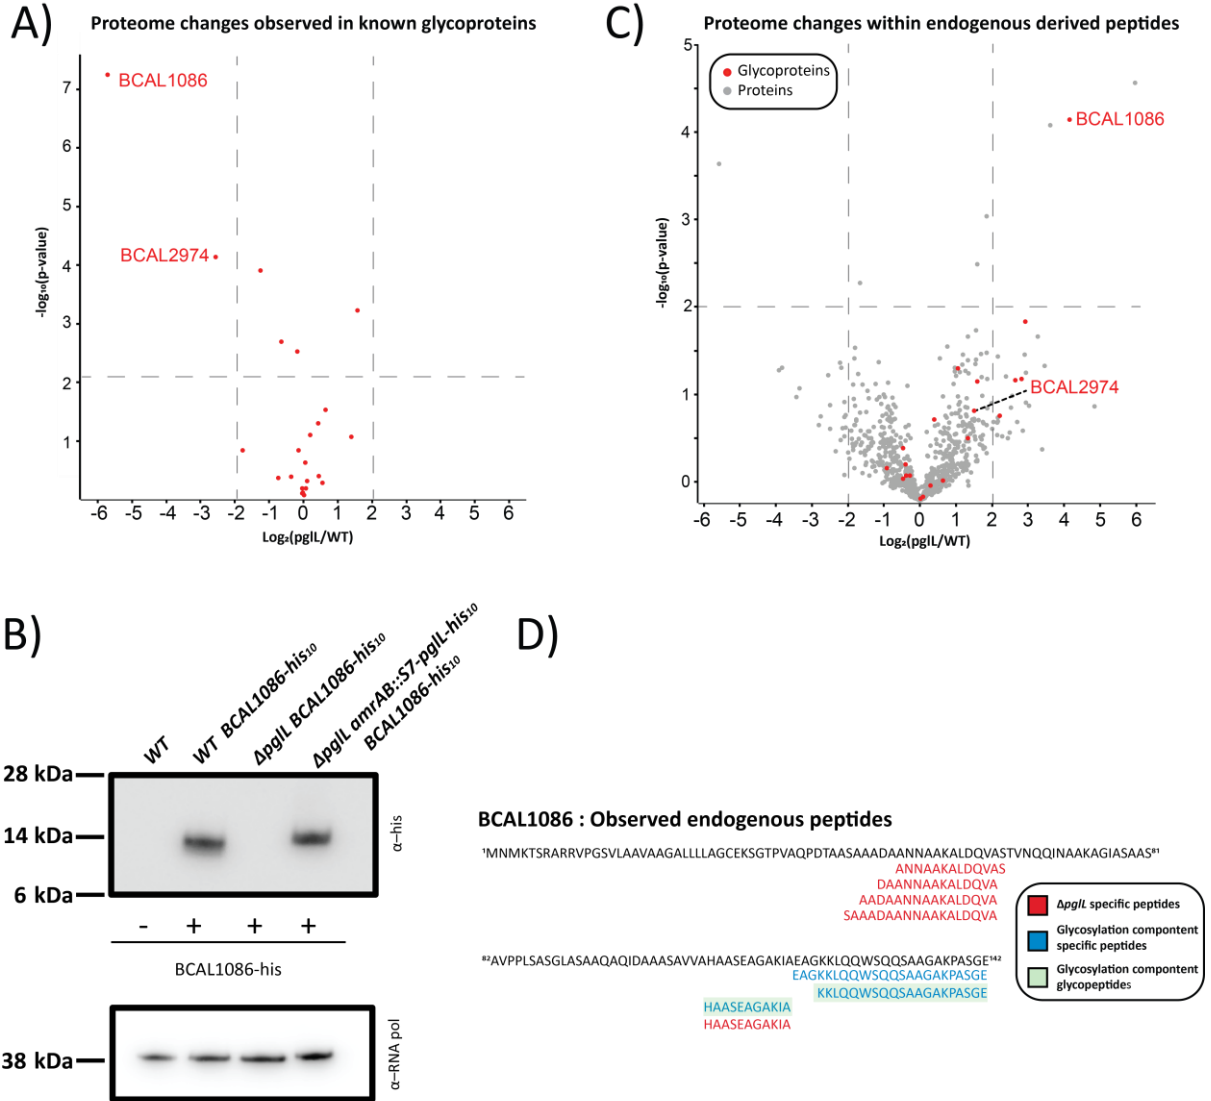 A)
Proteome changes observed in known glycoproteins
7
6
5
4
3
2
1
-log₁₀(p-value)
BCAL1086
BCAL2974
-6 -5 -4 -3 -2 -1 0 1 2 3 4 5 6
Log₂(pglL/WT)
C)
Proteome changes within endogenous derived peptides
5
4
3
2
1
0
-log₁₀(p-value)
Glycoproteins
Proteins
BCAL1086
BCAL2974
-6 -5 -4 -3 -2 -1 0 1 2 3 4 5 6
Log₂(pglL/WT)
B)
WT
WT BCAL1086-his₁₀
ΔpglL BCAL1086-his₁₀
ΔpglL amrAB::S7-pglL-his₁₀
BCAL1086-his₁₀
28 kDa
14 kDa
6 kDa
α–his
- + + +
BCAL1086-his
38 kDa
α–RNA pol
D)
BCAL1086 : Observed endogenous peptides
¹MNMKTSRARRVPGSVLAAVAAGALLLLAGCEKSGTPVAQPDTAASAAADAANNAAKALDQVASTVNQQINAAKAGIASAAS⁸¹
ANNAAKALDQVAS
DAANNAAKALDQVA
AADAANNAAKALDQVA
SAAADAANNAAKALDQVA
⁸²AVPPLSASGLASAAQAQIDAAASAVVAHAASEAGAKIAEAGKKLQQWSQQSAAGAKPASGE¹⁴²
EAGKKLQQWSQQSAAGAKPASGE
KKLQQWSQQSAAGAKPASGE
HAASEAGAKIA
HAASEAGAKIA
ΔpglL specific peptides
Glycosylation compontent
specific peptides
Glycosylation compontent
glycopeptides